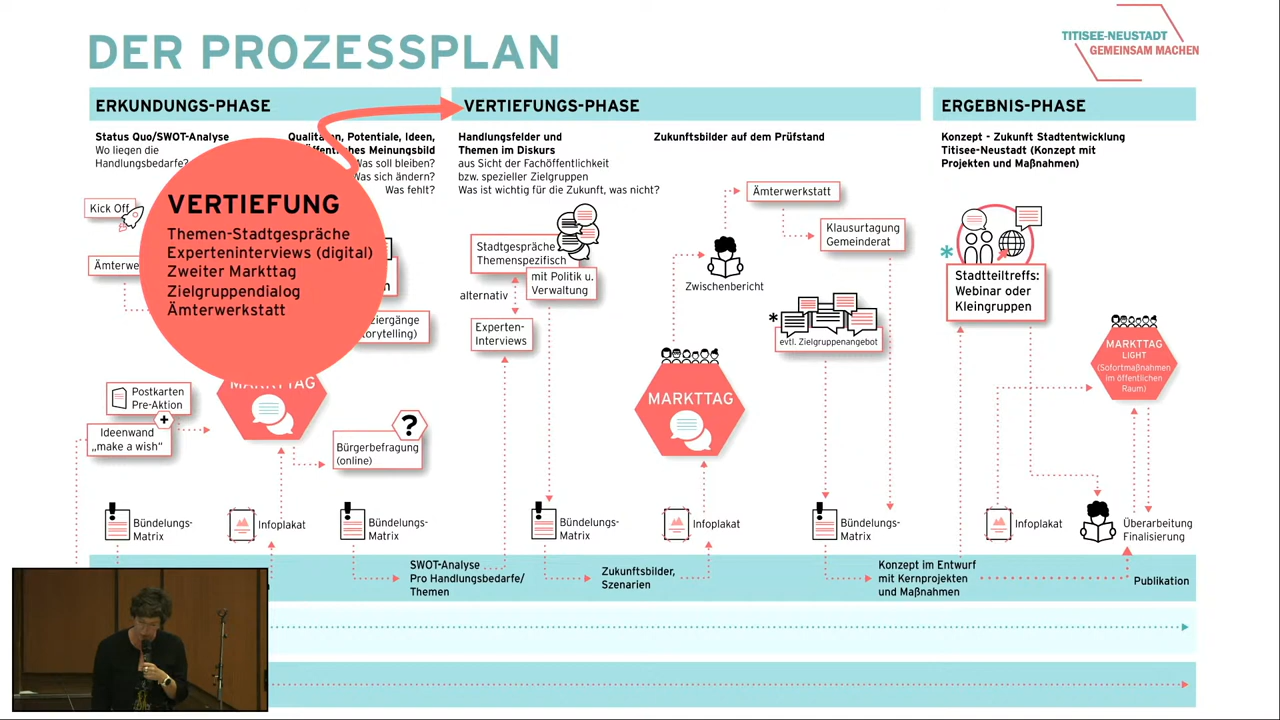 DER PROZESSPLAN
TITISEE-NEUSTADT
GEMEINSAM MACHEN
ERKUNDUNGS-PHASE
Status Quo/SWOT-Analyse
Wo liegen die
Handlungsbedarfe?
Qualitäten, Potentiale, Ideen,
öffentliches Meinungsbild
Was soll bleiben?
Was sich ändern?
Was fehlt?
Kick Off
VERTIEFUNG
Themen-Stadtgespräche
Experteninterviews (digital)
Zweiter Markttag
Zielgruppendialog
Ämterwerkstatt
MARKTTAG
Postkarten
Pre-Aktion
+
Ideenwand
„make a wish“
?
Bürgerbefragung
(online)
Bündelungs-
Matrix
Infoplakat
Bündelungs-
Matrix
SWOT-Analyse
Pro Handlungsbedarfe/
Themen
VERTIEFUNGS-PHASE
Handlungsfelder und
Themen im Diskurs
aus Sicht der Fachöffentlichkeit
bzw. spezieller Zielgruppen
Was ist wichtig für die Zukunft, was nicht?
Zukunftsbilder auf dem Prüfstand
Stadtgespräche
Themenspezifisch
mit Politik u.
Verwaltung
alternativ
Experten-
Interviews
Ämterwerkstatt
Klausurtagung
Gemeinderat
Zwischenbericht
*
evtl. Zielgruppenangebot
MARKTTAG
Bündelungs-
Matrix
Infoplakat
Bündelungs-
Matrix
Zukunftsbilder,
Szenarien
Konzept im Entwurf
mit Kernprojekten
und Maßnahmen
ERGEBNIS-PHASE
Konzept - Zukunft Stadtentwicklung
Titisee-Neustadt (Konzept mit
Projekten und Maßnahmen)
*
Stadtteiltreffs:
Webinar oder
Kleingruppen
MARKTTAG
LIGHT
(Sofortmaßnahmen
im öffentlichen
Raum)
Infoplakat
Überarbeitung
Finalisierung
Publikation